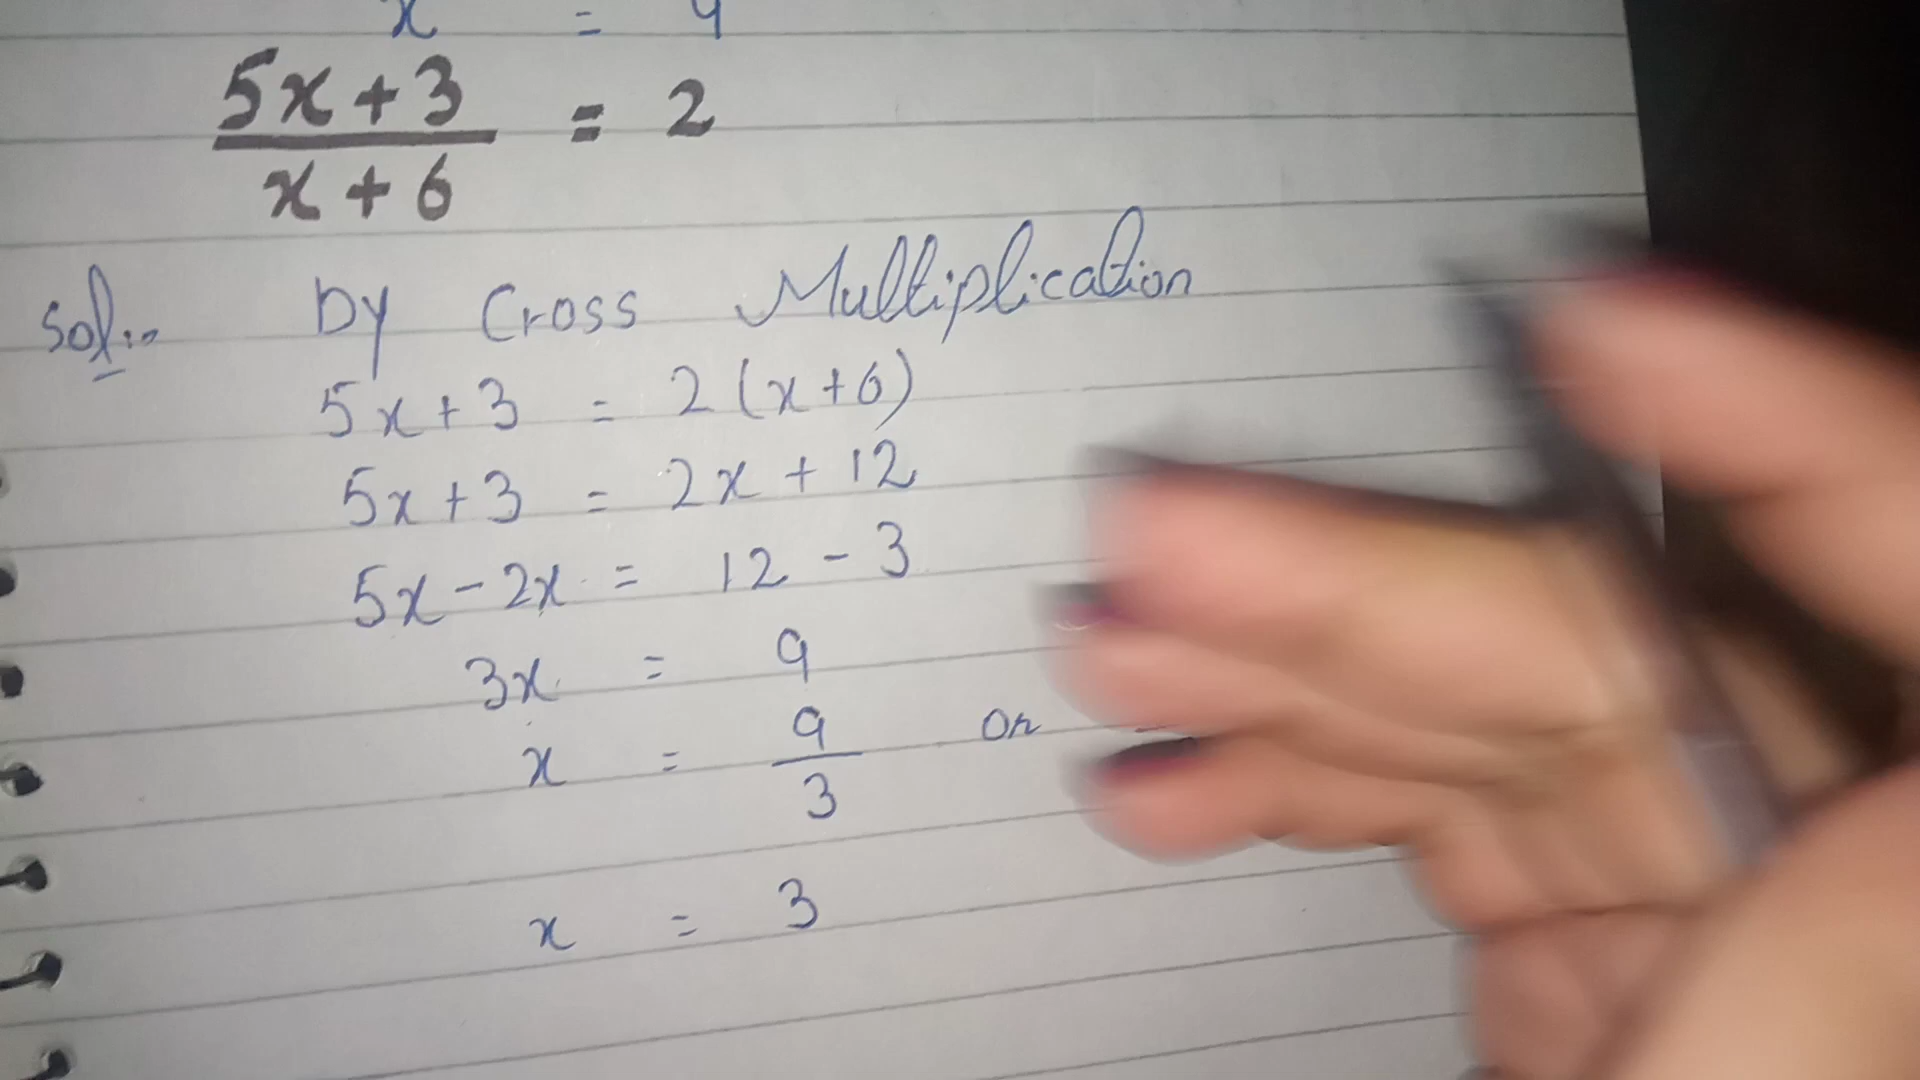 x = 4
5x+3
x+6 = 2
Sol:- By Cross Multiplication
5x+3 = 2(x+6)
5x+3 = 2x+12
5x-2x = 12-3
3x = 9
x = 9/3 or
x = 3